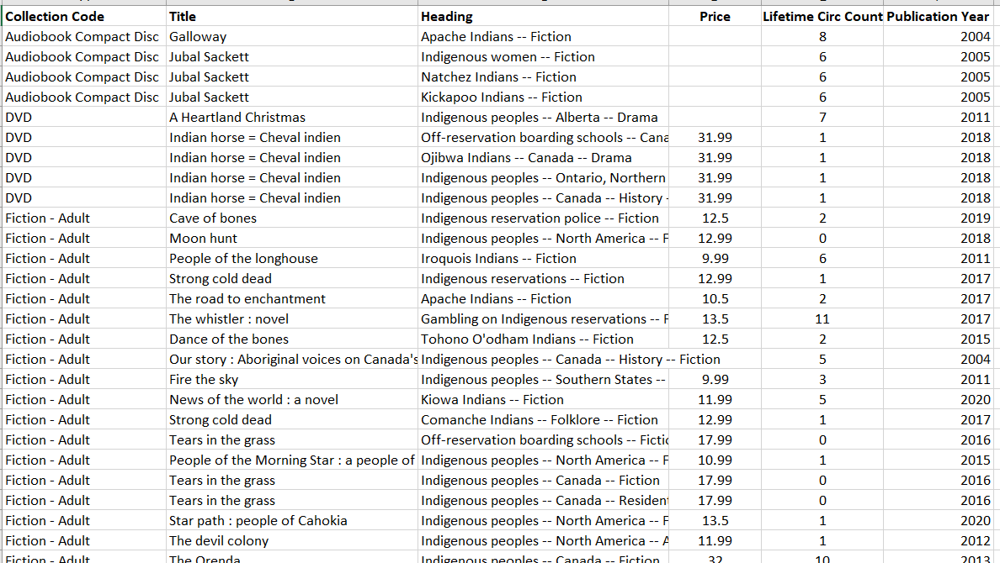 Collection Code Title Heading Price Lifetime Circ Count Publication Year
Audiobook Compact Disc Galloway Apache Indians -- Fiction 8 2004
Audiobook Compact Disc Jubal Sackett Indigenous women -- Fiction 6 2005
Audiobook Compact Disc Jubal Sackett Natchez Indians -- Fiction 6 2005
Audiobook Compact Disc Jubal Sackett Kickapoo Indians -- Fiction 6 2005
DVD A Heartland Christmas Indigenous peoples -- Alberta -- Drama 7 2011
DVD Indian horse = Cheval indien Off-reservation boarding schools -- Cana 31.99 1 2018
DVD Indian horse = Cheval indien Ojibwa Indians -- Canada -- Drama 31.99 1 2018
DVD Indian horse = Cheval indien Indigenous peoples -- Ontario, Northern 31.99 1 2018
DVD Indian horse = Cheval indien Indigenous peoples -- Canada -- History - 31.99 1 2018
Fiction - Adult Cave of bones Indigenous reservation police -- Fiction 12.5 2 2019
Fiction - Adult Moon hunt Indigenous peoples -- North America -- F 12.99 0 2018
Fiction - Adult People of the longhouse Iroquois Indians -- Fiction 9.99 6 2011
Fiction - Adult Strong cold dead Indigenous reservations -- Fiction 12.99 1 2017
Fiction - Adult The road to enchantment Apache Indians -- Fiction 10.5 2 2017
Fiction - Adult The whistler : novel Gambling on Indigenous reservations -- F 13.5 11 2017
Fiction - Adult Dance of the bones Tohono O'odham Indians -- Fiction 12.5 2 2015
Fiction - Adult Our story : Aboriginal voices on Canada's Indigenous peoples -- Canada -- History -- Fiction 5 2004
Fiction - Adult Fire the sky Indigenous peoples -- Southern States -- 9.99 3 2011
Fiction - Adult News of the world : a novel Kiowa Indians -- Fiction 11.99 5 2020
Fiction - Adult Strong cold dead Comanche Indians -- Folklore -- Fiction 12.99 1 2017
Fiction - Adult Tears in the grass Off-reservation boarding schools -- Fictic 17.99 0 2016
Fiction - Adult People of the Morning Star : a people of Indigenous peoples -- North America -- F 10.99 1 2015
Fiction - Adult Tears in the grass Indigenous peoples -- Canada -- Fiction 17.99 0 2016
Fiction - Adult Tears in the grass Indigenous peoples -- Canada -- Resident 17.99 0 2016
Fiction - Adult Star path : people of Cahokia Indigenous peoples -- North America -- F 13.5 1 2020
Fiction - Adult The devil colony Indigenous peoples -- North America -- A 11.99 1 2012
Fiction - Adult The Orenda Indigenous peoples -- Canada -- Fiction 32 10 2013